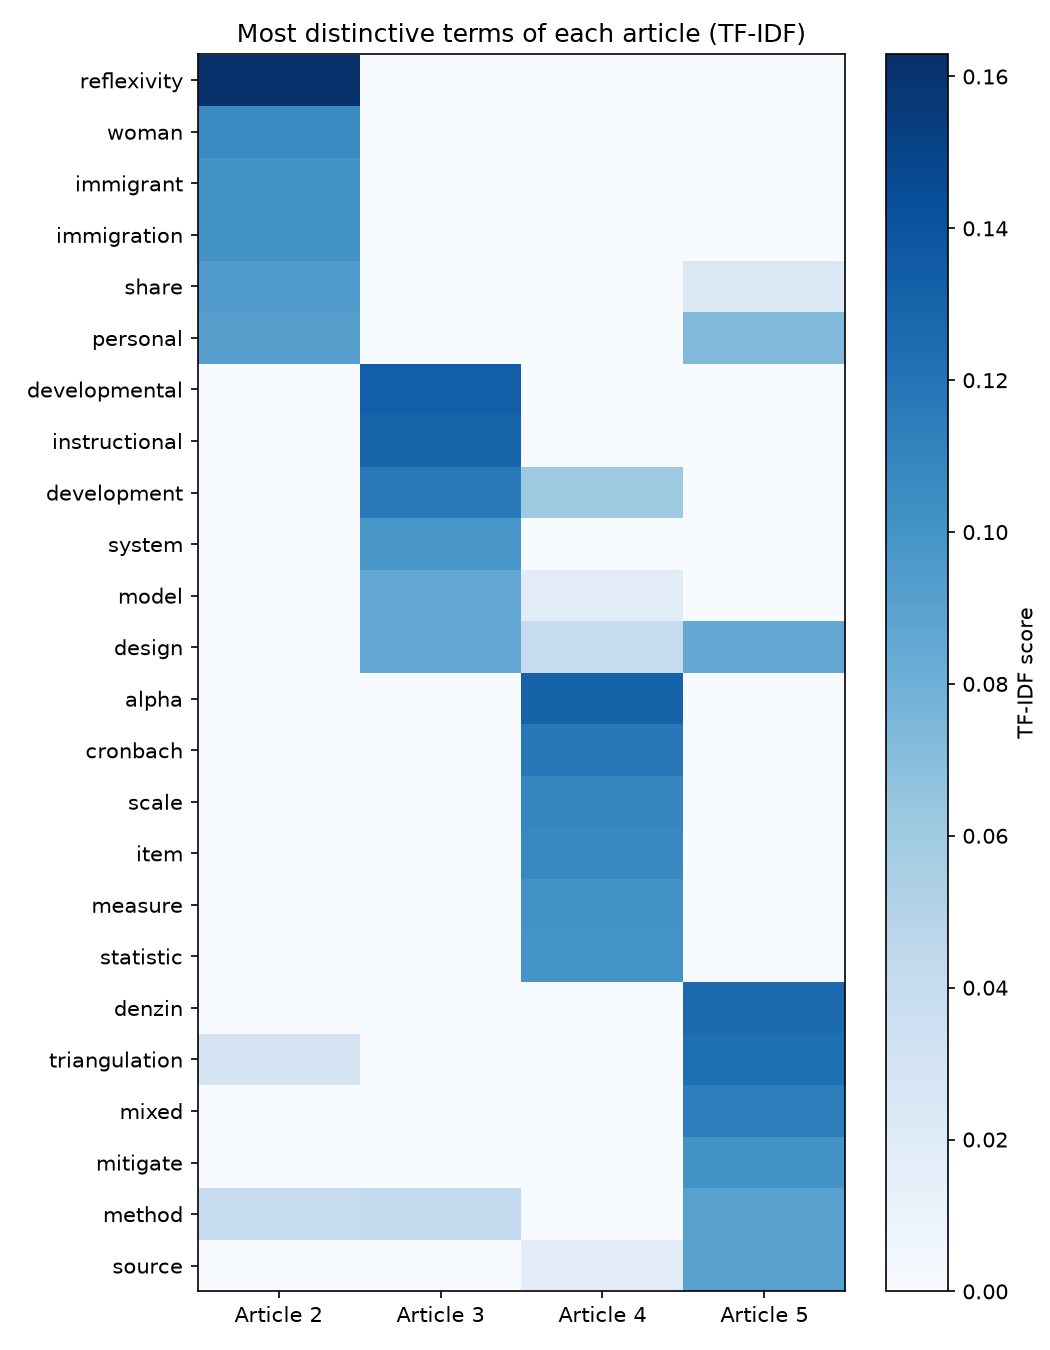 Most distinctive terms of each article (TF-IDF)
reflexivity
woman
immigrant
immigration
share
personal
developmental
instructional
development
system
model
design
alpha
cronbach
scale
item
measure
statistic
denzin
triangulation
mixed
mitigate
method
source
Article 2 Article 3 Article 4 Article 5
0.16
0.14
0.12
0.10
0.08
0.06
0.04
0.02
0.00
TF-IDF score